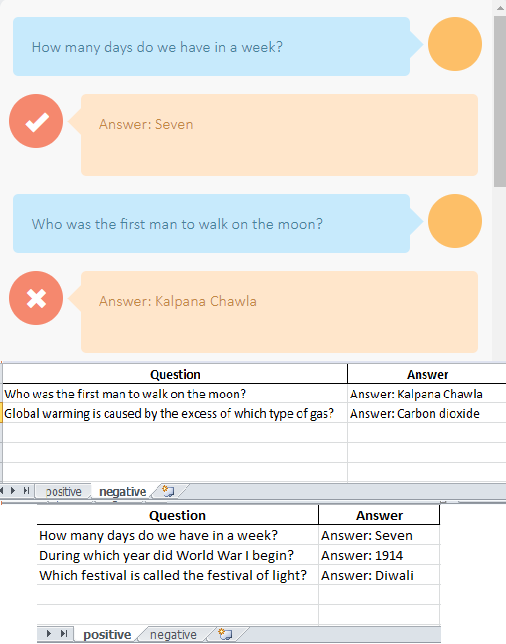 How many days do we have in a week?
Answer: Seven
Who was the first man to walk on the moon?
Answer: Kalpana Chawla
Question Answer
Who was the first man to walk on the moon? Answer: Kalpana Chawla
Global warming is caused by the excess of which type of gas? Answer: Carbon dioxide
positive negative
Question Answer
How many days do we have in a week? Answer: Seven
During which year did World War I begin? Answer: 1914
Which festival is called the festival of light? Answer: Diwali
positive negative